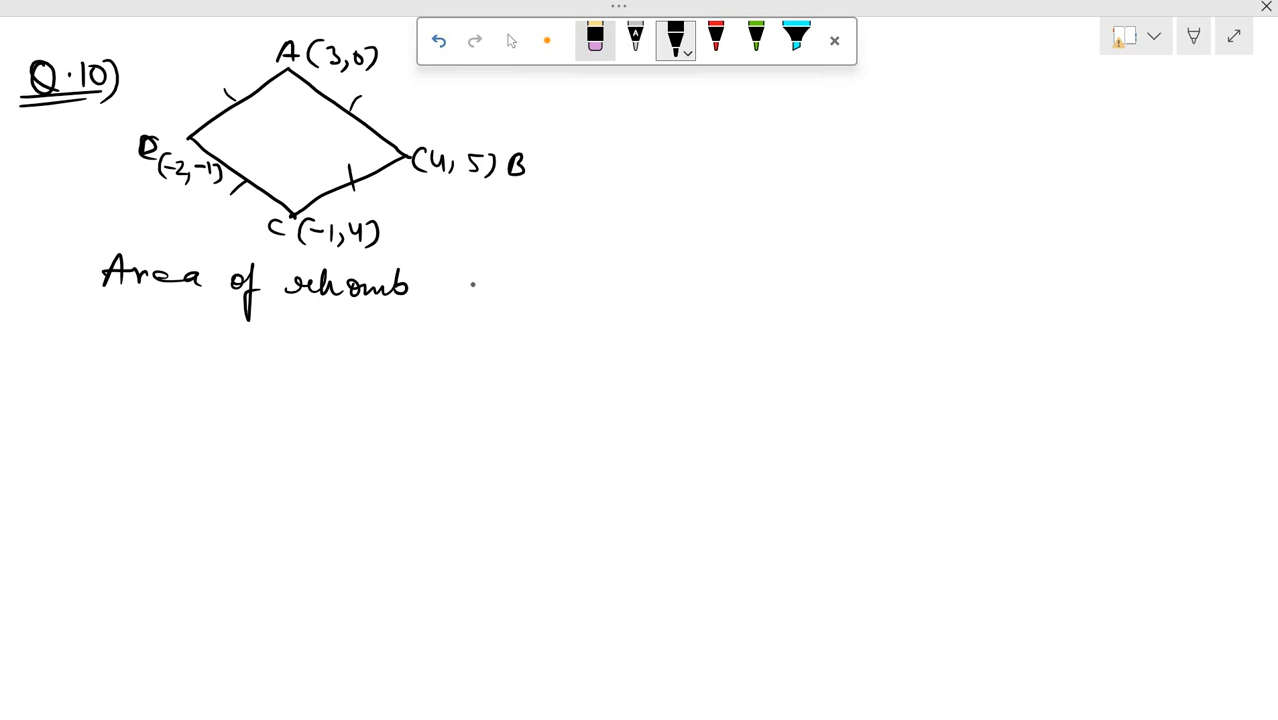 Q.10)
A (3,0)
D (-2,-1)
(4, 5) B
C (-1,4)
Area of rhomb